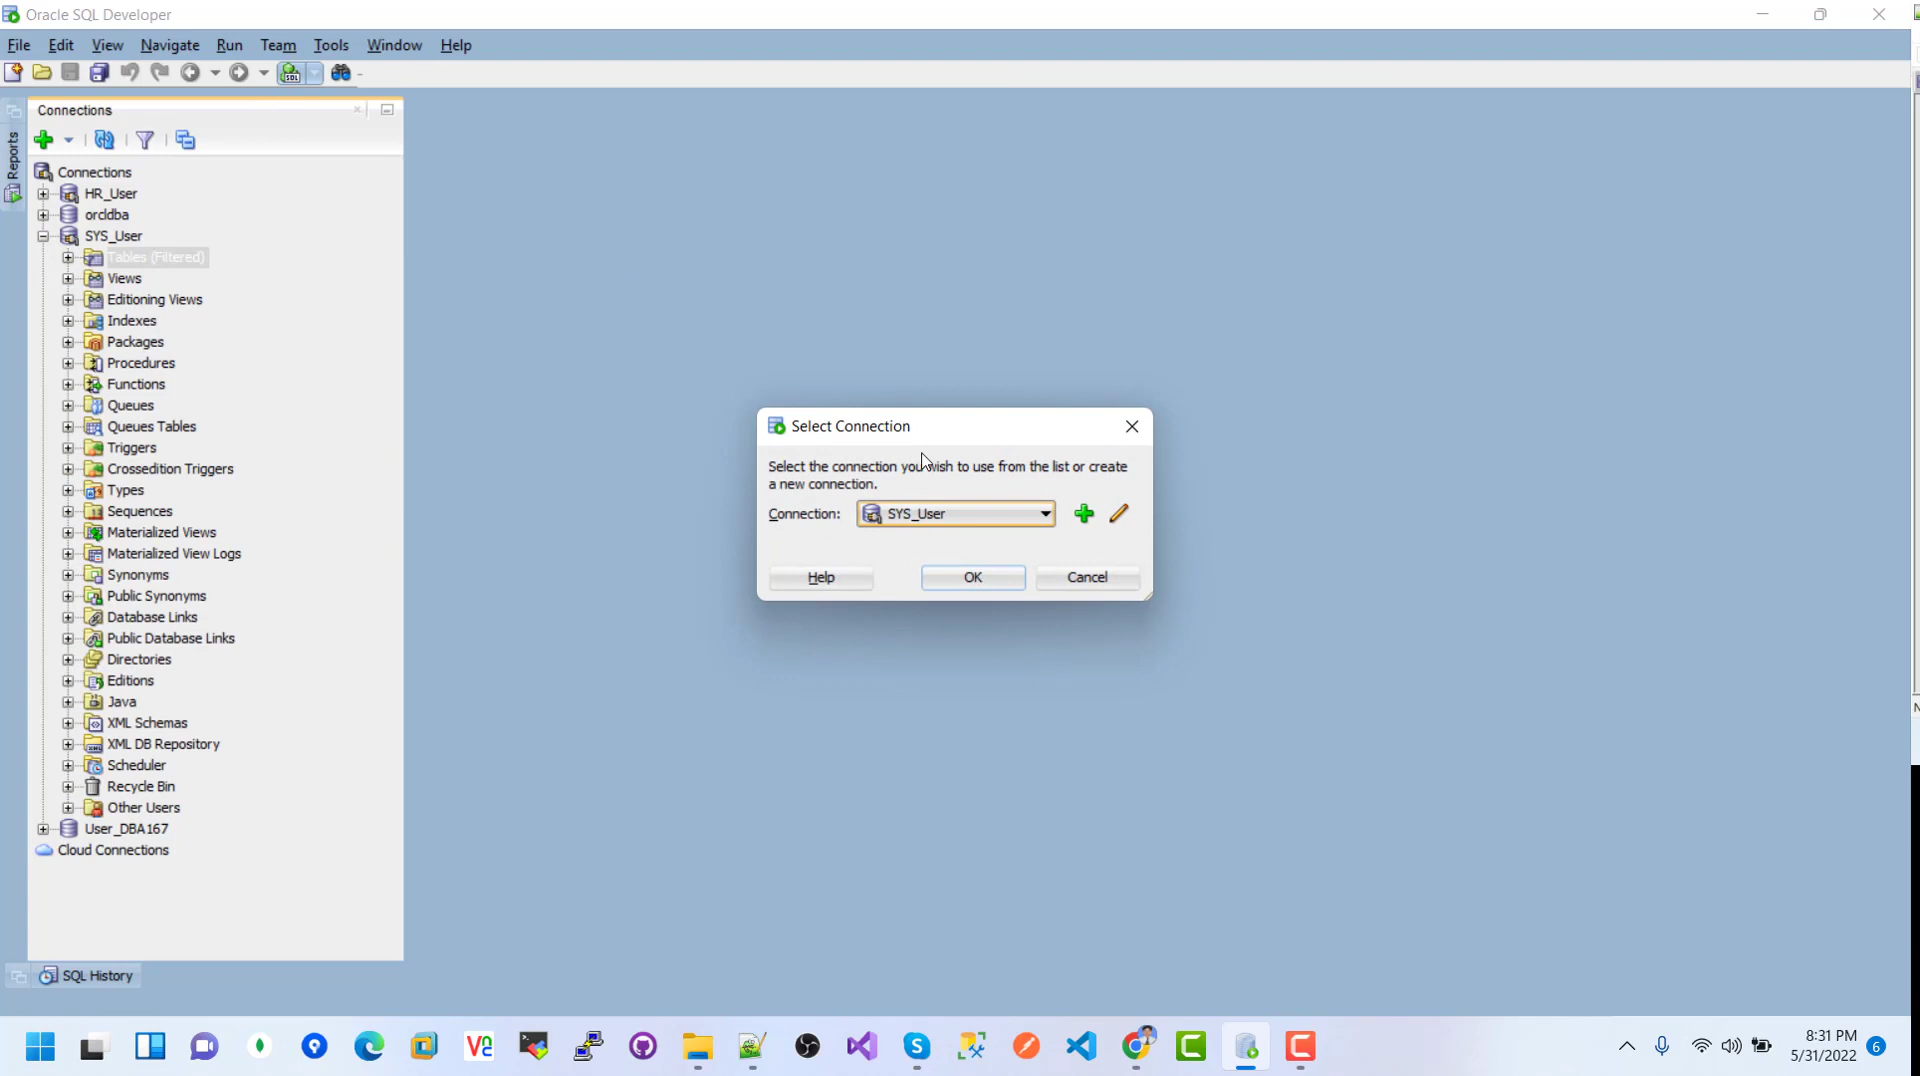 Oracle SQL Developer
File Edit View Navigate Run Team Tools Window Help
SQL
Connections
Reports
Connections
HR_User
orcldba
SYS_User
Tables (Filtered)
Views
Editioning Views
Indexes
Packages
Procedures
Functions
Queues
Queues Tables
Triggers
Crossedition Triggers
Types
Sequences
Materialized Views
Materialized View Logs
Synonyms
Public Synonyms
Database Links
Public Database Links
Directories
Editions
Java
XML Schemas
XML DB Repository
Scheduler
Recycle Bin
Other Users
User_DBA167
Cloud Connections
Select Connection
Select the connection you wish to use from the list or create
a new connection.
Connection: SYS_User
Help OK Cancel
SQL History
8:31 PM
5/31/2022
6